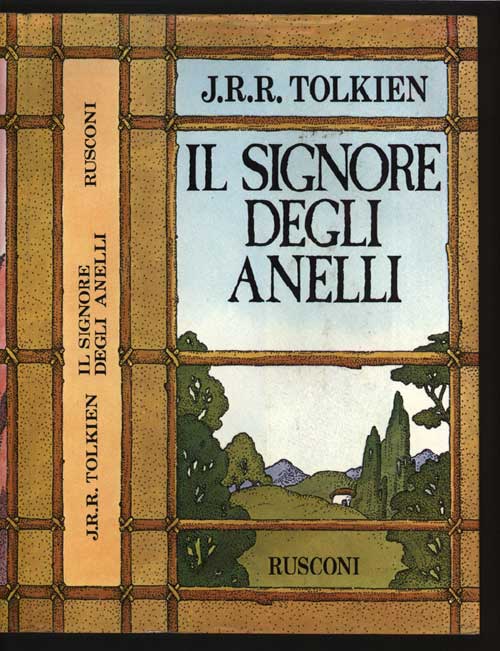 J.R.R. TOLKIEN
IL SIGNORE
DEGLI
ANELLI
RUSCONI
J.R.R. TOLKIEN
IL SIGNORE
DEGLI ANELLI
RUSCONI